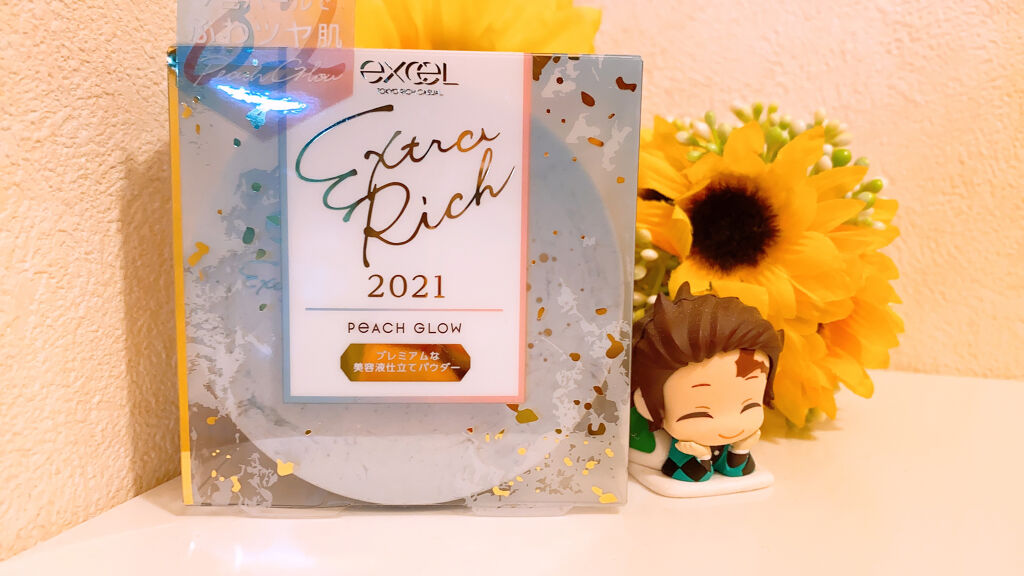 ふわツヤ肌
Peach Glow
excel
TOKYO RICH CASUAL
Extra
Rich
2021
PEACH GLOW
プレミアムな
美容液仕立てパウダー